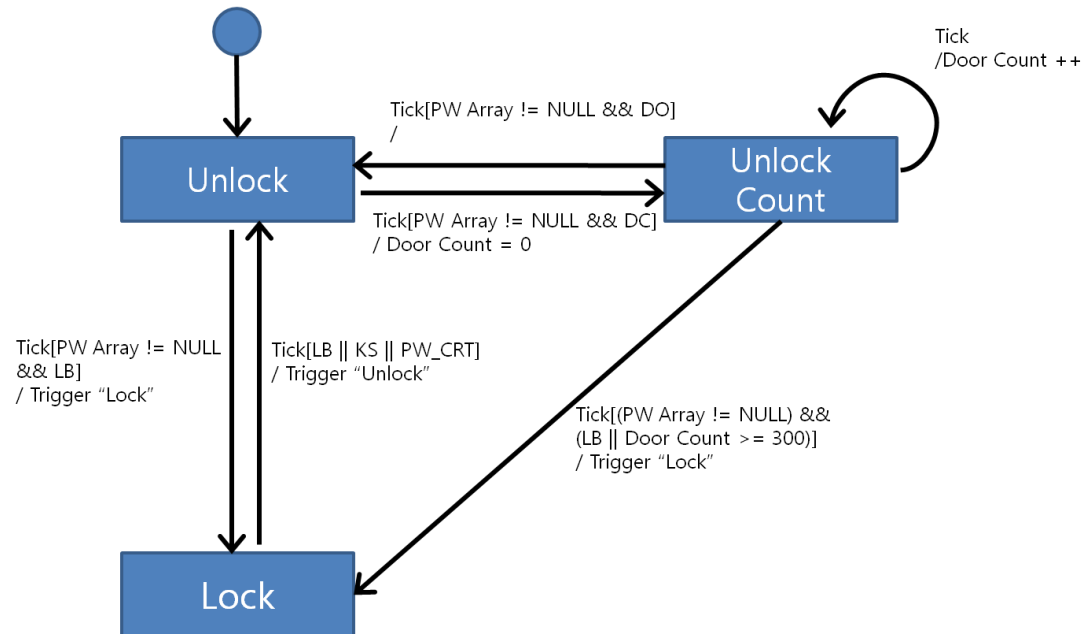 Tick
/Door Count ++
Tick[PW Array != NULL && DO]
/
Unlock
Unlock
Count
Tick[PW Array != NULL && DC]
/ Door Count = 0
Tick[PW Array != NULL
&& LB]
/ Trigger “Lock”
Tick[LB || KS || PW_CRT]
/ Trigger “Unlock”
Tick[(PW Array != NULL) &&
(LB || Door Count >= 300)]
/ Trigger “Lock”
Lock